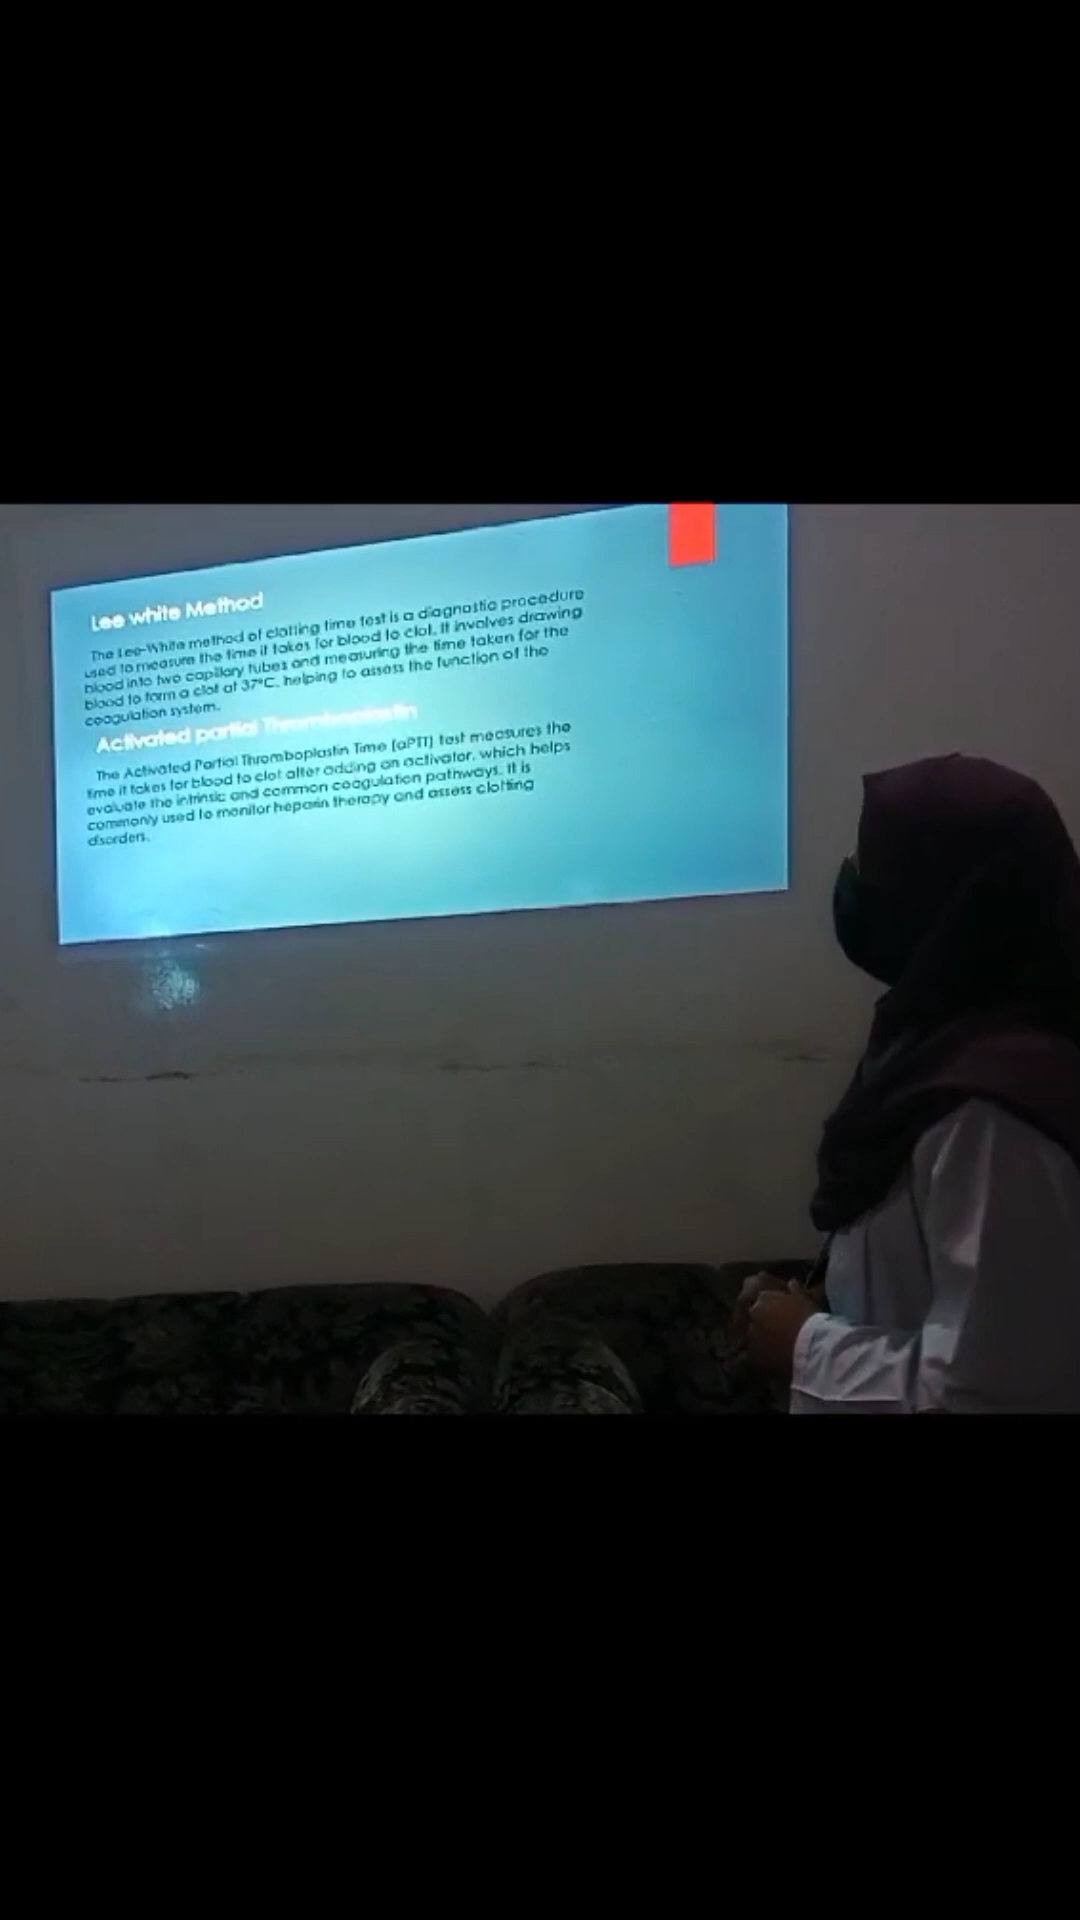 Lee white Method
The Lee-White method of clotting time test is a diagnostic procedure
used to measure the time it takes for blood to clot. It involves drawing
blood into two capillary tubes and measuring the time taken for the
blood to form a clot at 37°C, helping to assess the function of the
coagulation system.
Activated partial Thromboplastin
The Activated Partial Thromboplastin Time (aPTT) test measures the
time it takes for blood to clot after adding an activator, which helps
evaluate the intrinsic and common coagulation pathways. It is
commonly used to monitor heparin therapy and assess clotting
disorders.